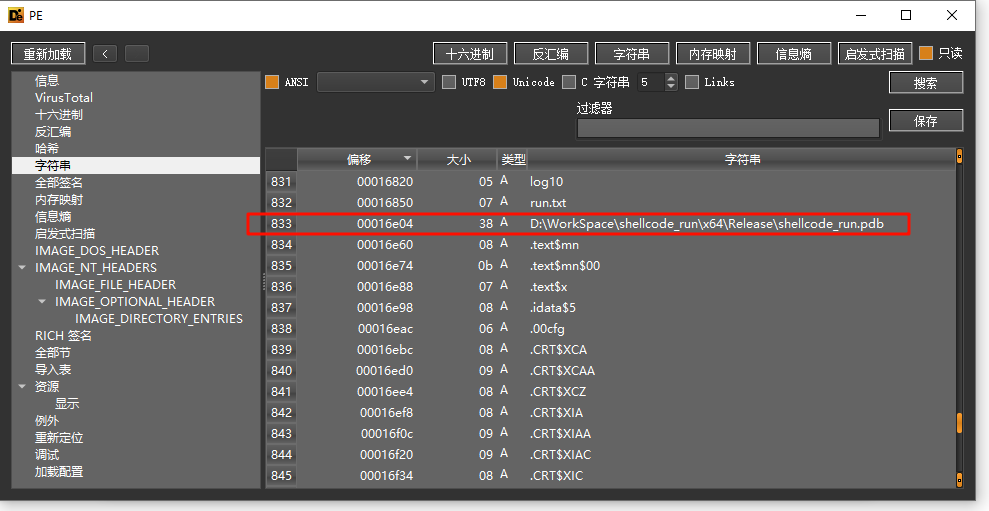 PE
重新加载 <
十六进制 反汇编 字符串 内存映射 信息熵 启发式扫描 只读
信息
VirusTotal
十六进制
反汇编
哈希
字符串
全部签名
内存映射
信息熵
启发式扫描
IMAGE_DOS_HEADER
IMAGE_NT_HEADERS
IMAGE_FILE_HEADER
IMAGE_OPTIONAL_HEADER
IMAGE_DIRECTORY_ENTRIES
RICH 签名
全部节
导入表
资源
显示
例外
重新定位
调试
加载配置
ANSI UTF8 Unicode C 字符串 5 Links 搜索
过滤器
保存
偏移 大小 类型 字符串
831 00016820 05 A log10
832 00016850 07 A run.txt
833 00016e04 38 A D:\WorkSpace\shellcode_run\x64\Release\shellcode_run.pdb
834 00016e60 08 A .text$mn
835 00016e74 0b A .text$mn$00
836 00016e88 07 A .text$x
837 00016e98 08 A .idata$5
838 00016eac 06 A .00cfg
839 00016ebc 08 A .CRT$XCA
840 00016ed0 09 A .CRT$XCAA
841 00016ee4 08 A .CRT$XCZ
842 00016ef8 08 A .CRT$XIA
843 00016f0c 09 A .CRT$XIAA
844 00016f20 09 A .CRT$XIAC
845 00016f34 08 A .CRT$XIC